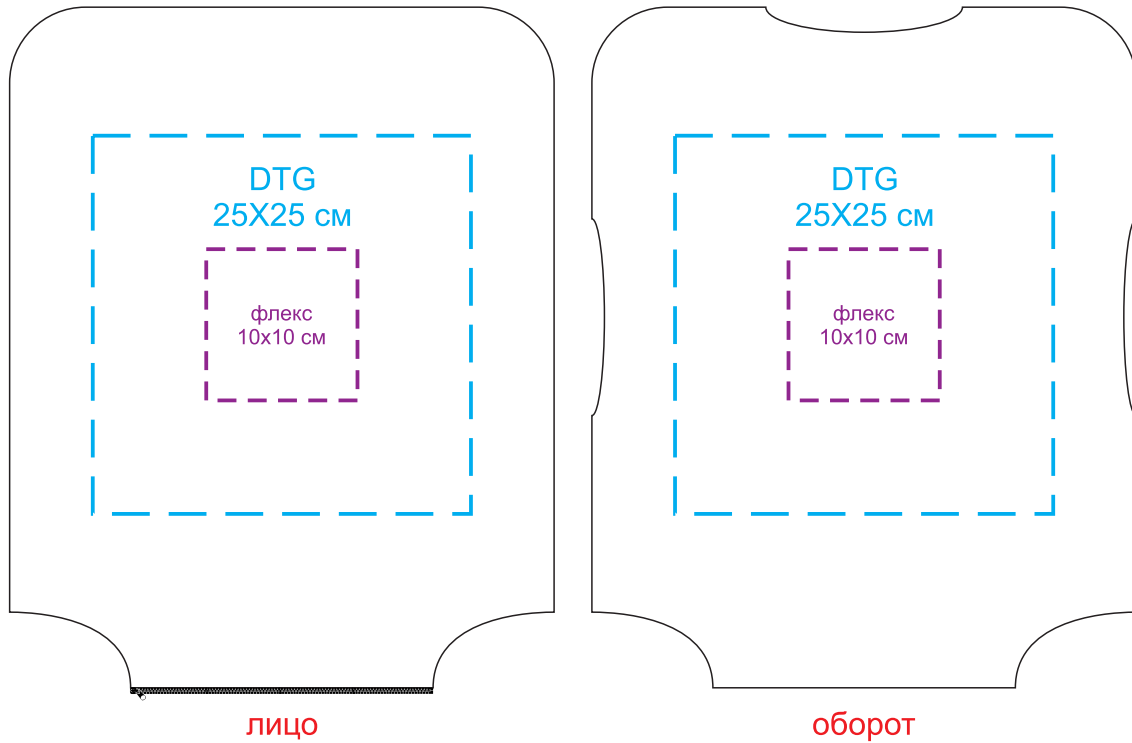 DTG
25X25 см
флекс
10x10 см
лицо
DTG
25X25 см
флекс
10x10 см
оборот